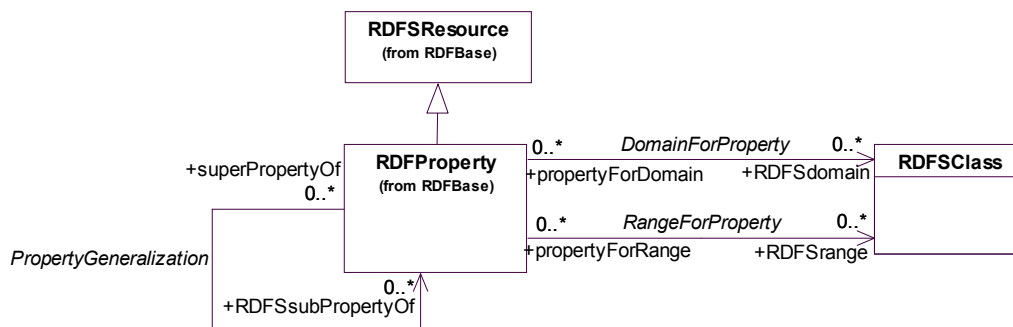 RDFSResource
(from RDFBase)
RDFProperty
(from RDFBase)
+superPropertyOf
0..*
PropertyGeneralization
0..*
+RDFSsubPropertyOf
0..*
DomainForProperty
0..*
+propertyForDomain
+RDFSdomain
0..*
RangeForProperty
0..*
+propertyForRange
+RDFSrange
RDFSClass